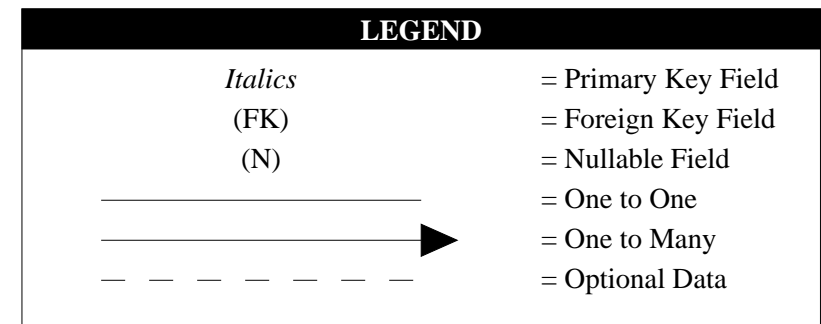 LEGEND
Italics = Primary Key Field
(FK) = Foreign Key Field
(N) = Nullable Field
= One to One
= One to Many
= Optional Data